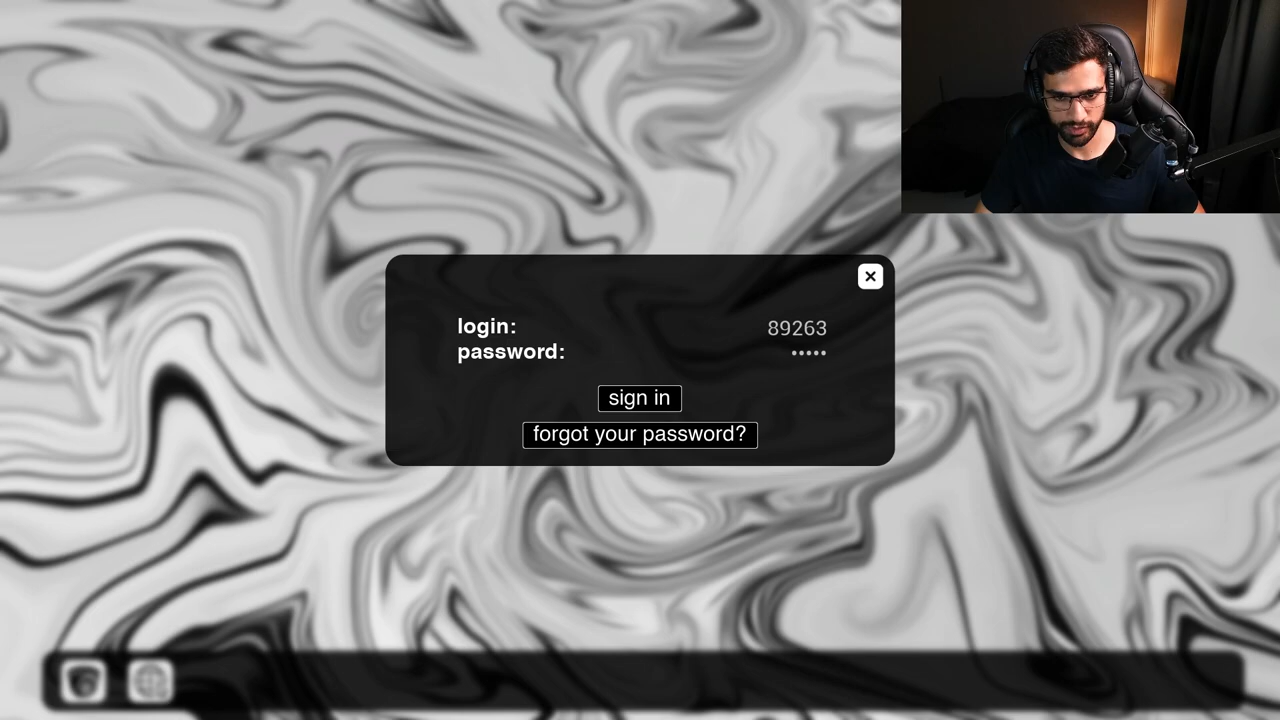 login: 89263
password: •••••
sign in
forgot your password?